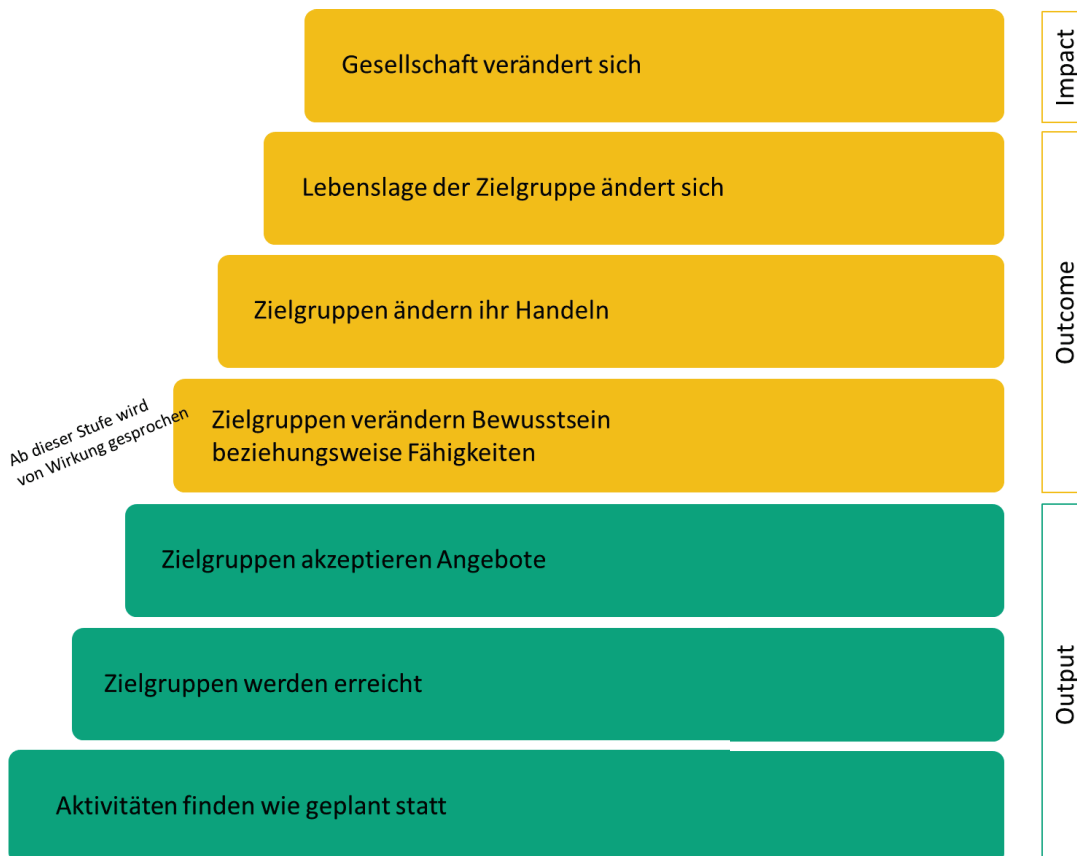 Gesellschaft verändert sich
Impact
Lebenslage der Zielgruppe ändert sich
Zielgruppen ändern ihr Handeln
Outcome
Ab dieser Stufe wird
von Wirkung gesprochen
Zielgruppen verändern Bewusstsein
beziehungsweise Fähigkeiten
Zielgruppen akzeptieren Angebote
Zielgruppen werden erreicht
Output
Aktivitäten finden wie geplant statt